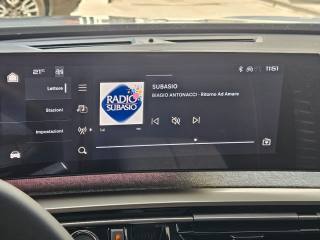 21°
11:51
Lettore
Stazioni
Impostazioni
RADIO
SUBASIO
SUBASIO
BIAGIO ANTONACCI - Ritorno Ad Amare